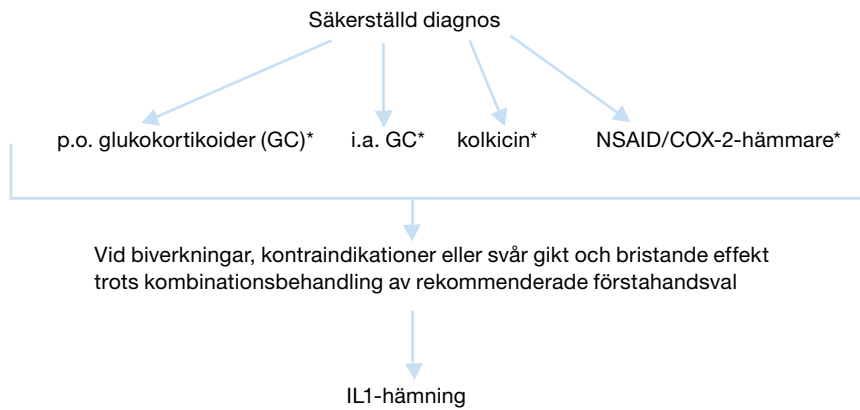 Säkerställd diagnos
p.o. glukokortikoider (GC)* i.a. GC* kolkicin* NSAID/COX-2-hämmare*
Vid biverkningar, kontraindikationer eller svår gikt och bristande effekt
trots kombinationsbehandling av rekommenderade förstahandsval
IL1-hämning